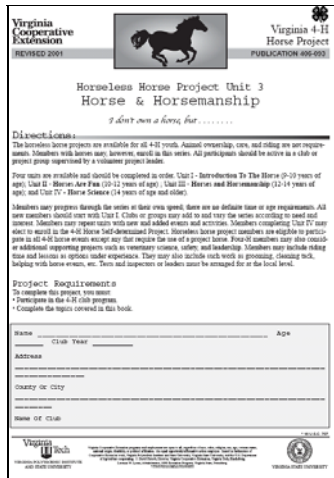 Virginia
Cooperative
Extension
REVISED 2001
Virginia 4-H
Horse Project
PUBLICATION 406-093
Horseless Horse Project Unit 3
Horse & Horsemanship
I don't own a horse, but........
Directions:
The horseless horse projects are available for all 4-H youth. Animal ownership, care, and riding are not require-
ments. Members with horses may, however, enroll in this series. All participants should be active in a club or
project group supervised by a volunteer project leader.
Four units are available and should be completed in order. Unit I - Introduction To The Horse (9-10 years of
age); Unit II - Horses Are Fun (10-12 years of age) ; Unit III - Horses and Horsemanship (12-14 years of
age); and Unit IV - Horse Science (14 years of age and older).
Members may progress through the series at their own speed; there are no definite time or age requirements. All
new members should start with Unit I. Clubs or groups may add to and vary the series according to need and
interest. Members may repeat units with new and added events and activities. Members completing Unit IV may
elect to enroll in the 4-H Horse Self-determined Project. Horseless horse project members are eligible to partici-
pate in all 4-H horse events except any that require the use of a project horse. Four-H members may also consid-
er additional supporting projects such as veterinary science, safety, and leadership. Members may include riding
time and lessons as options under experience. They may also include such work as grooming, cleaning tack,
helping with horse events, etc. Tests and inspectors or leaders must be arranged for at the local level.
Project Requirements
To complete this project, you must:
• Participate in the 4-H club program.
• Complete the topics covered in this book.
Name Age
Club Year
Address
County or City
Name of Club
Virginia Tech
VIRGINIA POLYTECHNIC INSTITUTE
AND STATE UNIVERSITY
VIRGINIA STATE UNIVERSITY